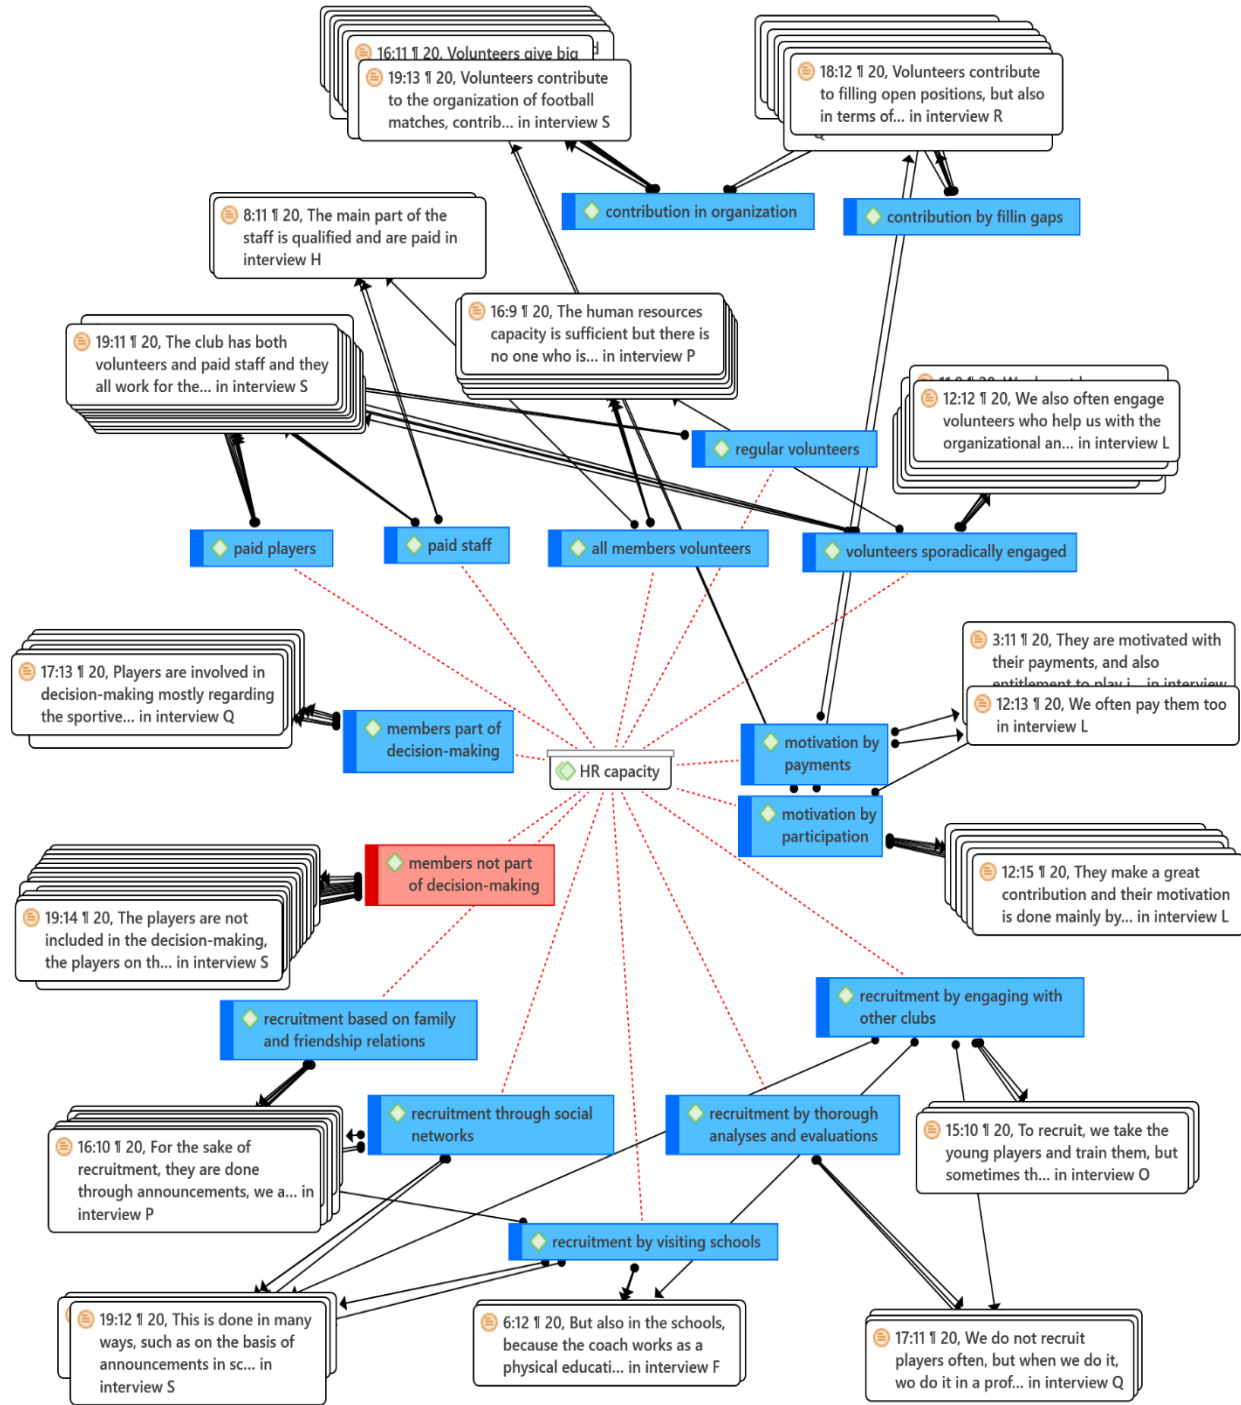 16:11 ¶ 20, Volunteers give big
19:13 ¶ 20, Volunteers contribute
to the organization of football
matches, contrib... in interview S
18:12 ¶ 20, Volunteers contribute
to filling open positions, but also
in terms of... in interview R
contribution in organization
contribution by fillin gaps
8:11 ¶ 20, The main part of the
staff is qualified and are paid in
interview H
16:9 ¶ 20, The human resources
capacity is sufficient but there is
no one who is... in interview P
19:11 ¶ 20, The club has both
volunteers and paid staff and they
all work for the... in interview S
12:12 ¶ 20, We also often engage
volunteers who help us with the
organizational an... in interview L
regular volunteers
paid players
paid staff
all members volunteers
volunteers sporadically engaged
17:13 ¶ 20, Players are involved in
decision-making mostly regarding
the sportive... in interview Q
members part of
decision-making
HR capacity
motivation by
payments
3:11 ¶ 20, They are motivated with
their payments, and also
entitlement to play i... in interview
12:13 ¶ 20, We often pay them too
in interview L
motivation by
participation
12:15 ¶ 20, They make a great
contribution and their motivation
is done mainly by... in interview L
members not part
of decision-making
19:14 ¶ 20, The players are not
included in the decision-making,
the players on th... in interview S
recruitment based on family
and friendship relations
recruitment by engaging with
other clubs
recruitment through social
networks
recruitment by thorough
analyses and evaluations
16:10 ¶ 20, For the sake of
recruitment, they are done
through announcements, we a... in
interview P
15:10 ¶ 20, To recruit, we take the
young players and train them, but
sometimes th... in interview O
recruitment by visiting schools
19:12 ¶ 20, This is done in many
ways, such as on the basis of
announcements in sc... in
interview S
6:12 ¶ 20, But also in the schools,
because the coach works as a
physical educati... in interview F
17:11 ¶ 20, We do not recruit
players often, but when we do it,
wo do it in a prof... in interview Q